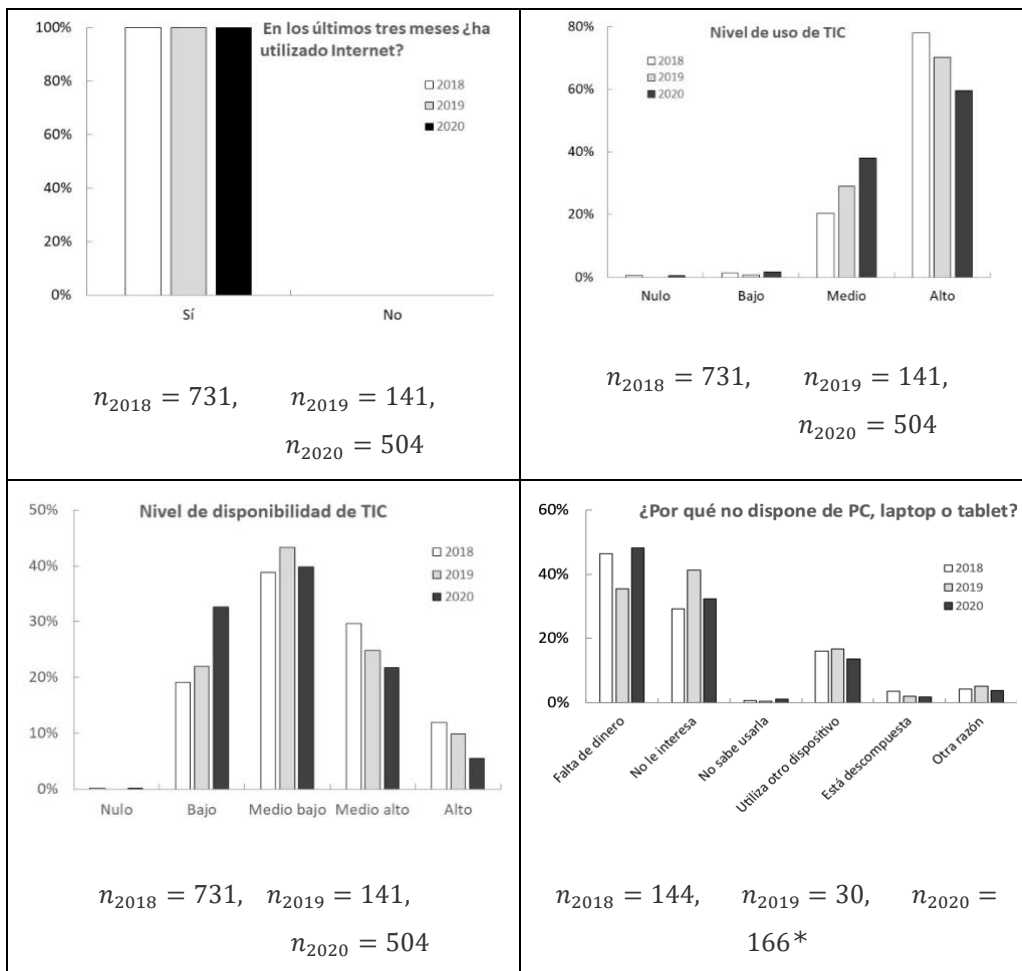 En los últimos tres meses ¿ha
utilizado Internet?
100%
80%
60%
40%
20%
0%
2018
2019
2020
Sí
No
n2018 = 731, n2019 = 141,
n2020 = 504
Nivel de uso de TIC
80%
60%
40%
20%
0%
2018
2019
2020
Nulo
Bajo
Medio
Alto
n2018 = 731, n2019 = 141,
n2020 = 504
Nivel de disponibilidad de TIC
50%
40%
30%
20%
10%
0%
2018
2019
2020
Nulo
Bajo
Medio bajo
Medio alto
Alto
n2018 = 731, n2019 = 141,
n2020 = 504
¿Por qué no dispone de PC, laptop o tablet?
60%
40%
20%
0%
2018
2019
2020
Falta de dinero
No le interesa
No sabe usarla
Utiliza otro dispositivo
Está descompuesta
Otra razón
n2018 = 144, n2019 = 30, n2020 =
166*